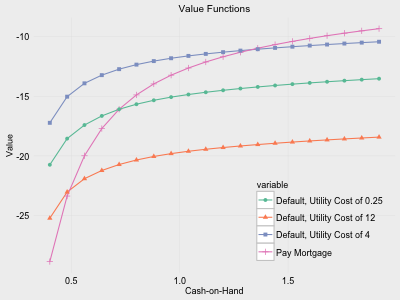 Value Functions
-10
-15
-20
-25
Value
0.5
1.0
1.5
Cash-on-Hand
variable
Default, Utility Cost of 0.25
Default, Utility Cost of 12
Default, Utility Cost of 4
Pay Mortgage